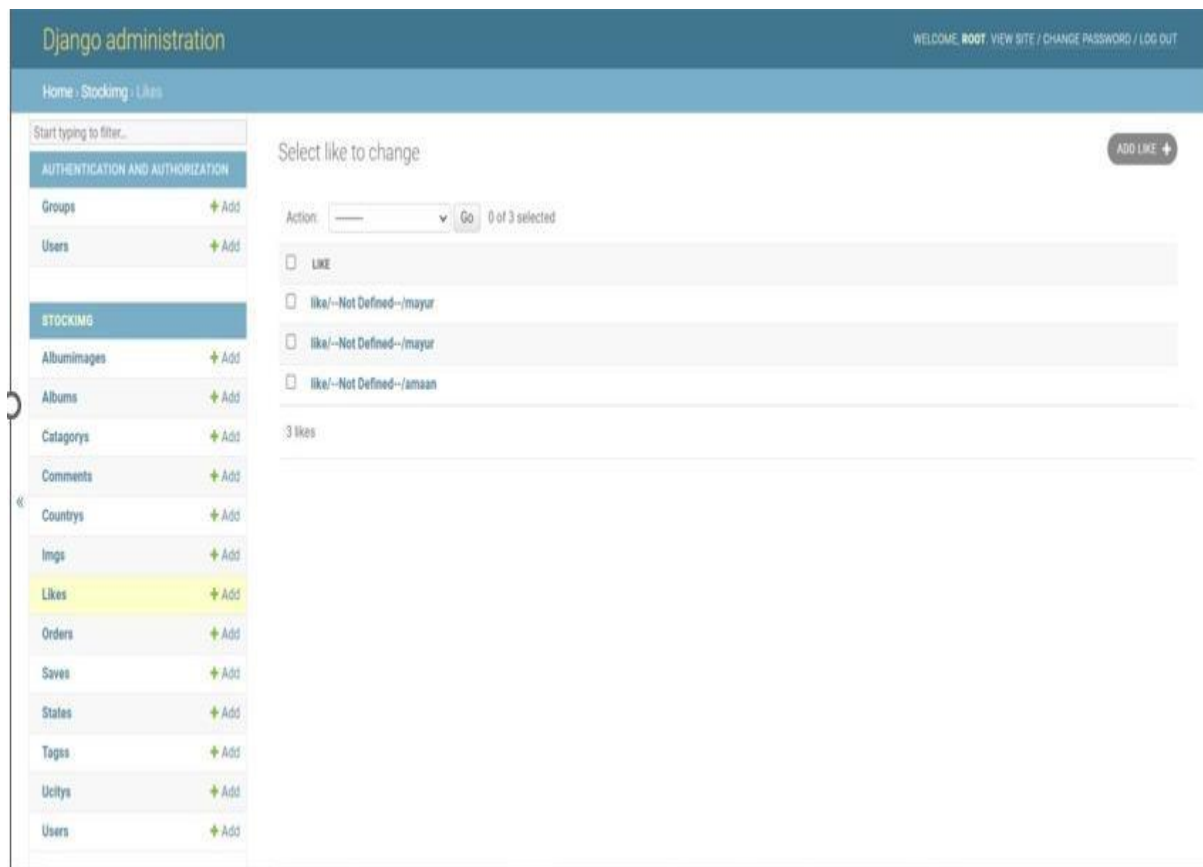 Django administration
WELCOME, ROOT. VIEW SITE / CHANGE PASSWORD / LOG OUT
Home › Stocking › Likes
Start typing to filter...
AUTHENTICATION AND AUTHORIZATION
Groups + Add
Users + Add
STOCKIMG
Albumimages + Add
Albums + Add
Catagorys + Add
Comments + Add
Countrys + Add
Imgs + Add
Likes + Add
Orders + Add
Saves + Add
States + Add
Tagss + Add
Ucitys + Add
Users + Add
«
Select like to change
ADD LIKE +
Action: -------- Go 0 of 3 selected
LIKE
like/--Not Defined--/mayur
like/--Not Defined--/mayur
like/--Not Defined--/amaan
3 likes